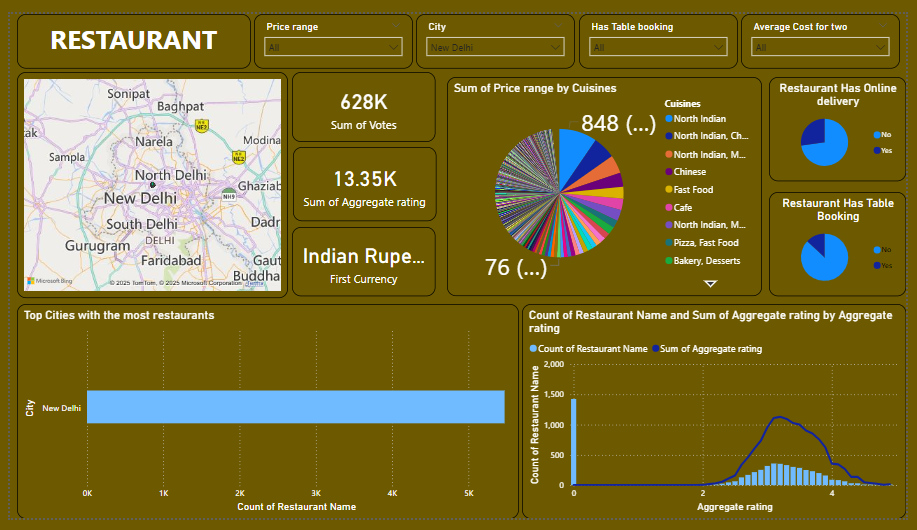 RESTAURANT
Price range
All
City
New Delhi
Has Table booking
All
Average Cost for two
All
Sonipat
Baghpat
NE2
Modina
Narela
Sampla
NE2
North Delhi
New Delhi
Ghaziab
NH9
South Delhi
DELHI
Dadr
Gurugram
Faridabad
Gaut
Buddha
Microsoft Bing
© 2025 TomTom, © 2025 Microsoft Corporation, Terms
628K
Sum of Votes
13.35K
Sum of Aggregate rating
Indian Rupe...
First Currency
Sum of Price range by Cuisines
848 (...)
76 (...)
Cuisines
North Indian
North Indian, Ch...
North Indian, M...
Chinese
Fast Food
Cafe
North Indian, M...
Pizza, Fast Food
Bakery, Desserts
Restaurant Has Online
delivery
No
Yes
Restaurant Has Table
Booking
No
Yes
Top Cities with the most restaurants
City
New Delhi
0K 1K 2K 3K 4K 5K
Count of Restaurant Name
Count of Restaurant Name and Sum of Aggregate rating by Aggregate
rating
Count of Restaurant Name Sum of Aggregate rating
Count of Restaurant Name
2,000
1,500
1,000
500
0
0 2 4
Aggregate rating